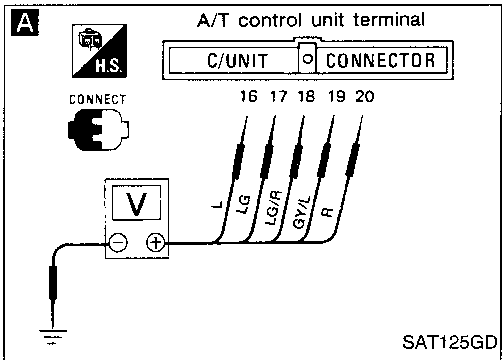 A
A/T control unit terminal
H.S.
C/UNIT CONNECTOR
CONNECT
16 17 18 19 20
L LG LG/R GY/L R
V
SAT125GD